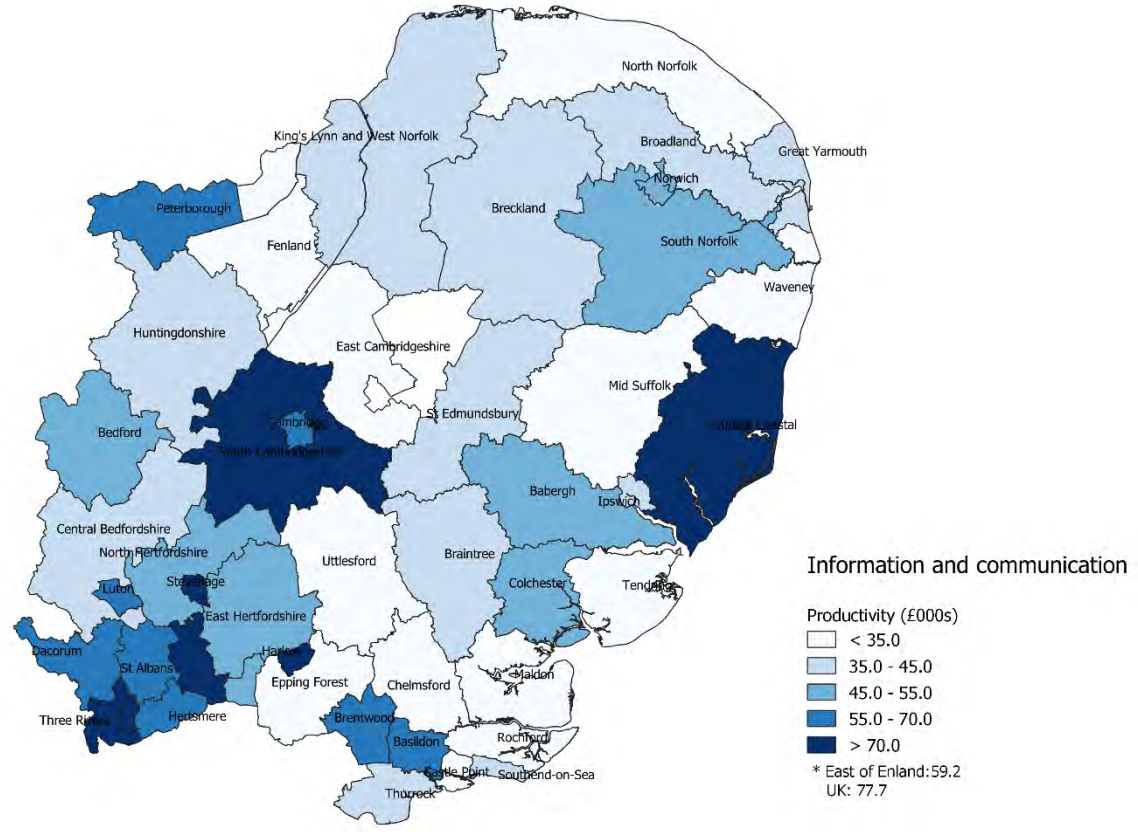 North Norfolk
King's Lynn and West Norfolk
Broadland
Great Yarmouth
Norwich
Peterborough
Breckland
Fenland
South Norfolk
Waveney
Huntingdonshire
East Cambridgeshire
Mid Suffolk
St Edmundsbury
Cambridge
Bedford
Babergh
Ipswich
Central Bedfordshire
North Hertfordshire
Uttlesford
Braintree
Stevenage
Luton
Colchester
Tendring
East Hertfordshire
Dacorum
St Albans
Harlow
Epping Forest
Chelmsford
Maldon
Three Rivers
Hertsmere
Brentwood
Basildon
Rochford
Castle Point
Southend-on-Sea
Thurrock
Information and communication
Productivity (£000s)
< 35.0
35.0 - 45.0
45.0 - 55.0
55.0 - 70.0
> 70.0
* East of Enland:59.2
UK: 77.7